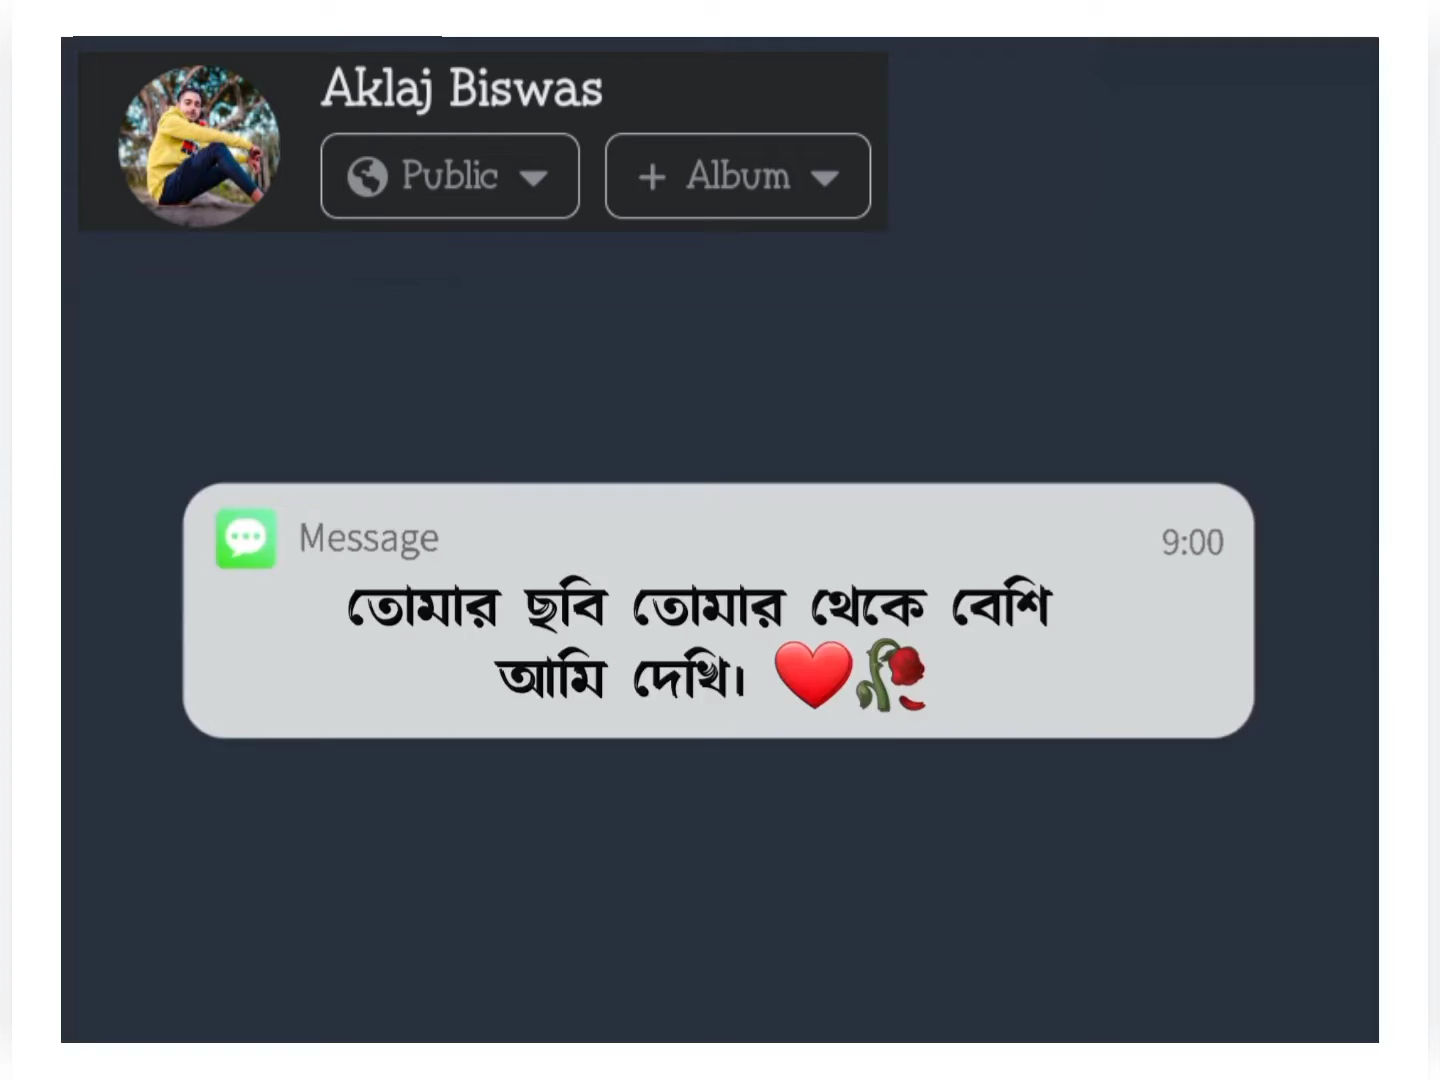 Aklaj Biswas
Public
+ Album
Message
9:00
তোমার ছবি তোমার থেকে বেশি
আমি দেখি। ❤️🥀